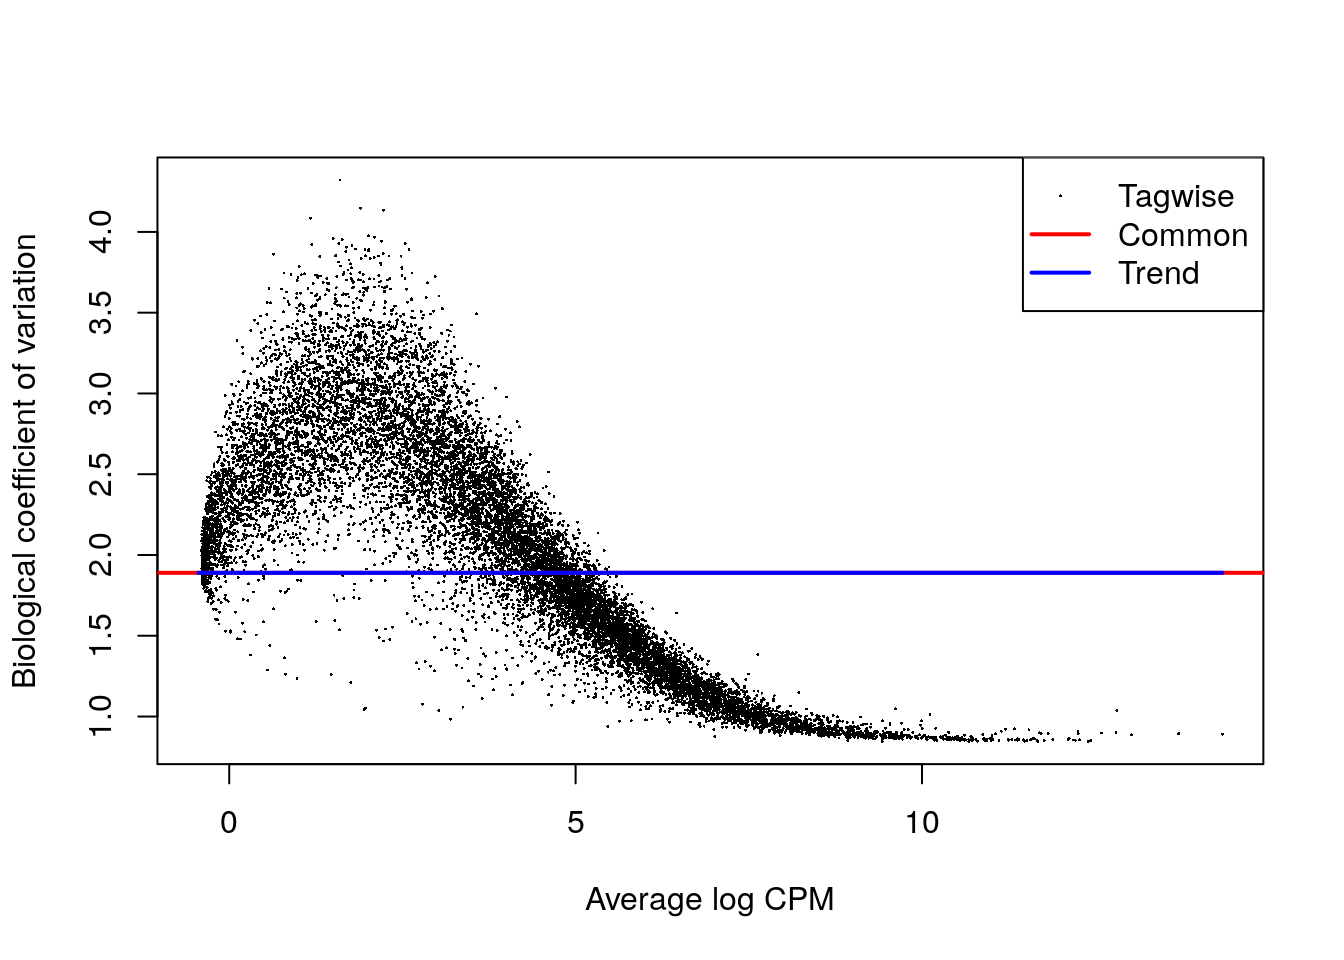 Biological coefficient of variation
4.0
3.5
3.0
2.5
2.0
1.5
1.0
Tagwise
Common
Trend
0 5 10
Average log CPM